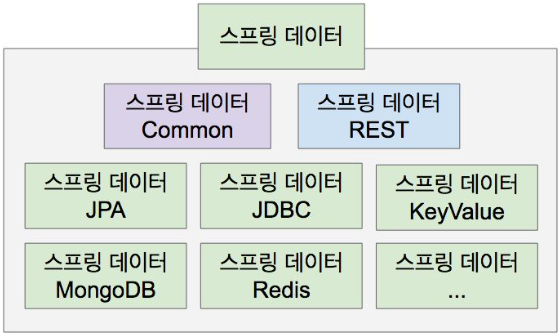 스프링 데이터
스프링 데이터
Common
스프링 데이터
REST
스프링 데이터
JPA
스프링 데이터
JDBC
스프링 데이터
KeyValue
스프링 데이터
MongoDB
스프링 데이터
Redis
스프링 데이터
...